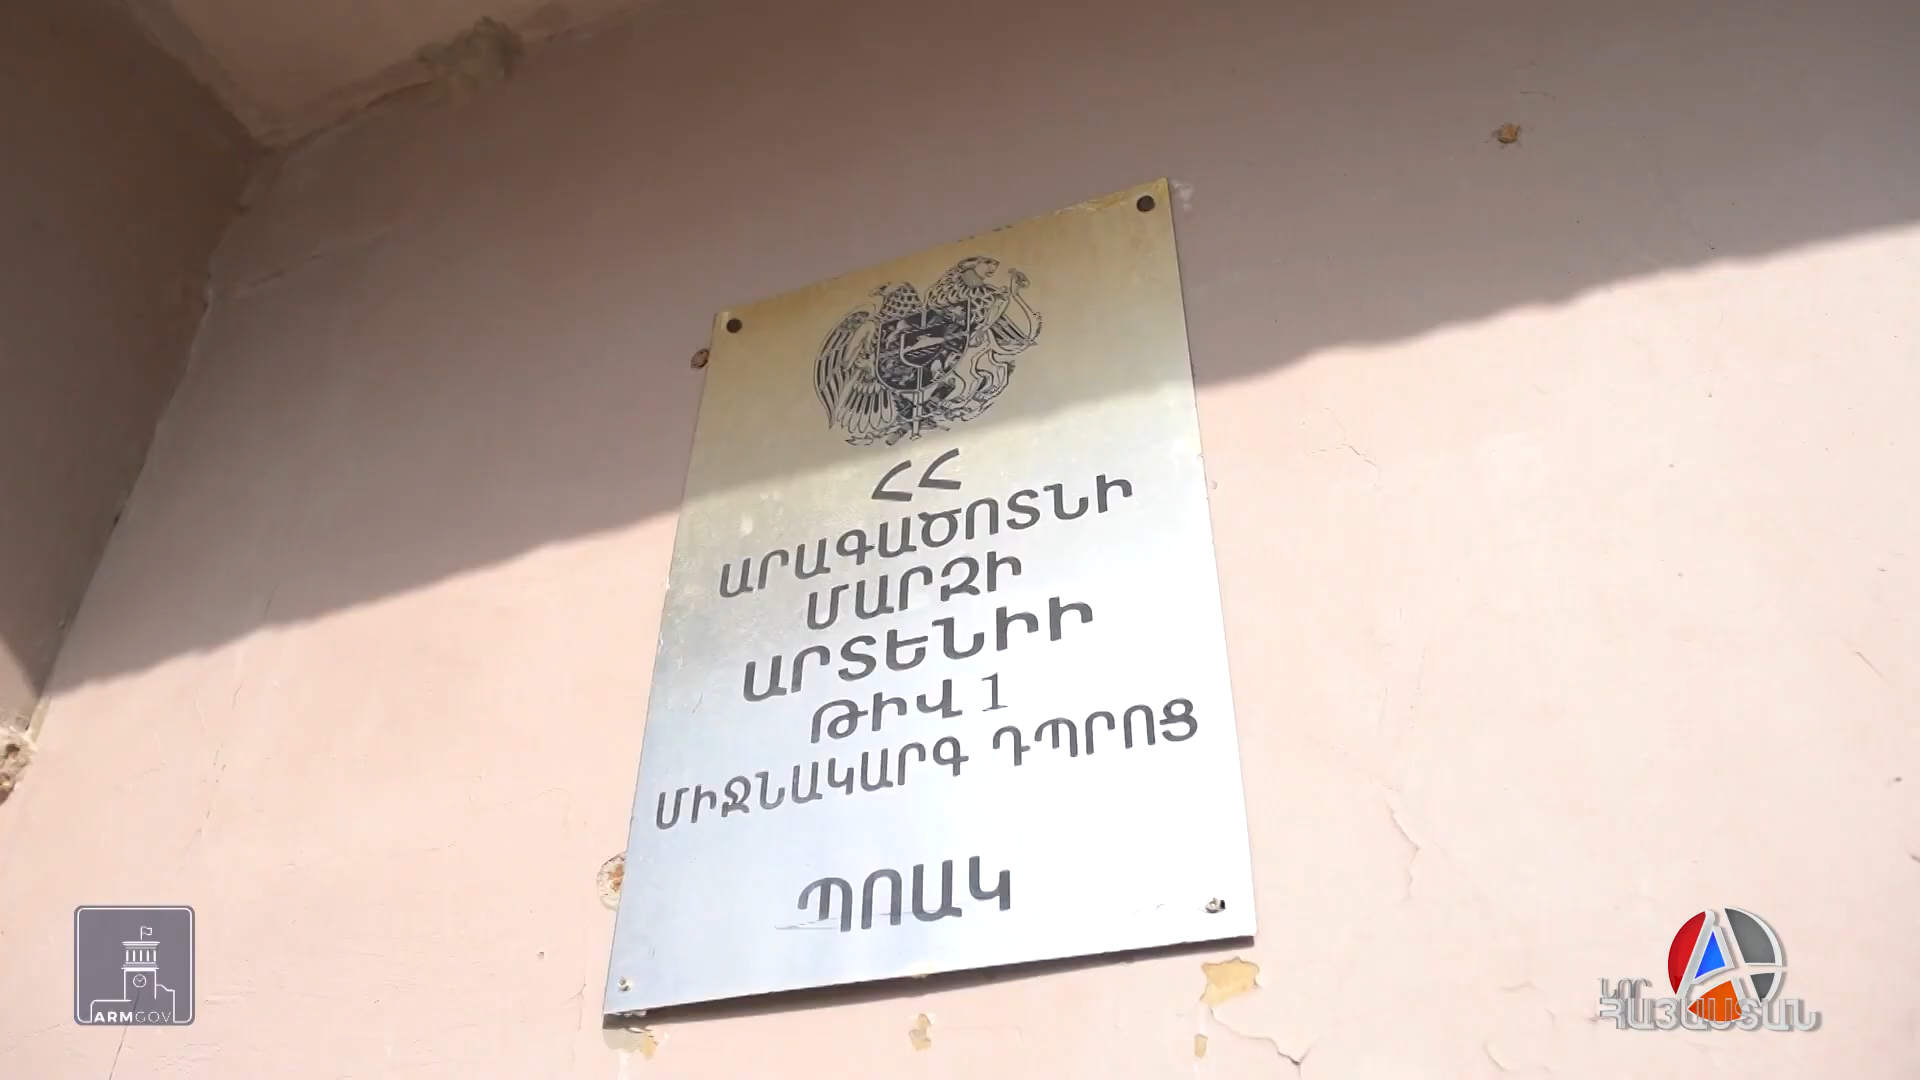 ՀՀ
ԱՐԱԳԱԾՈՏՆԻ
ՄԱՐԶԻ
ԱՐՏԵՆԻԻ
ԹԻՎ 1
ՄԻՋՆԱԿԱՐԳ ԴՊՐՈՑ
ՊՈԱԿ
ARMGOV
ՆՈՐ
ՀԱՅԱՍՏԱՆ